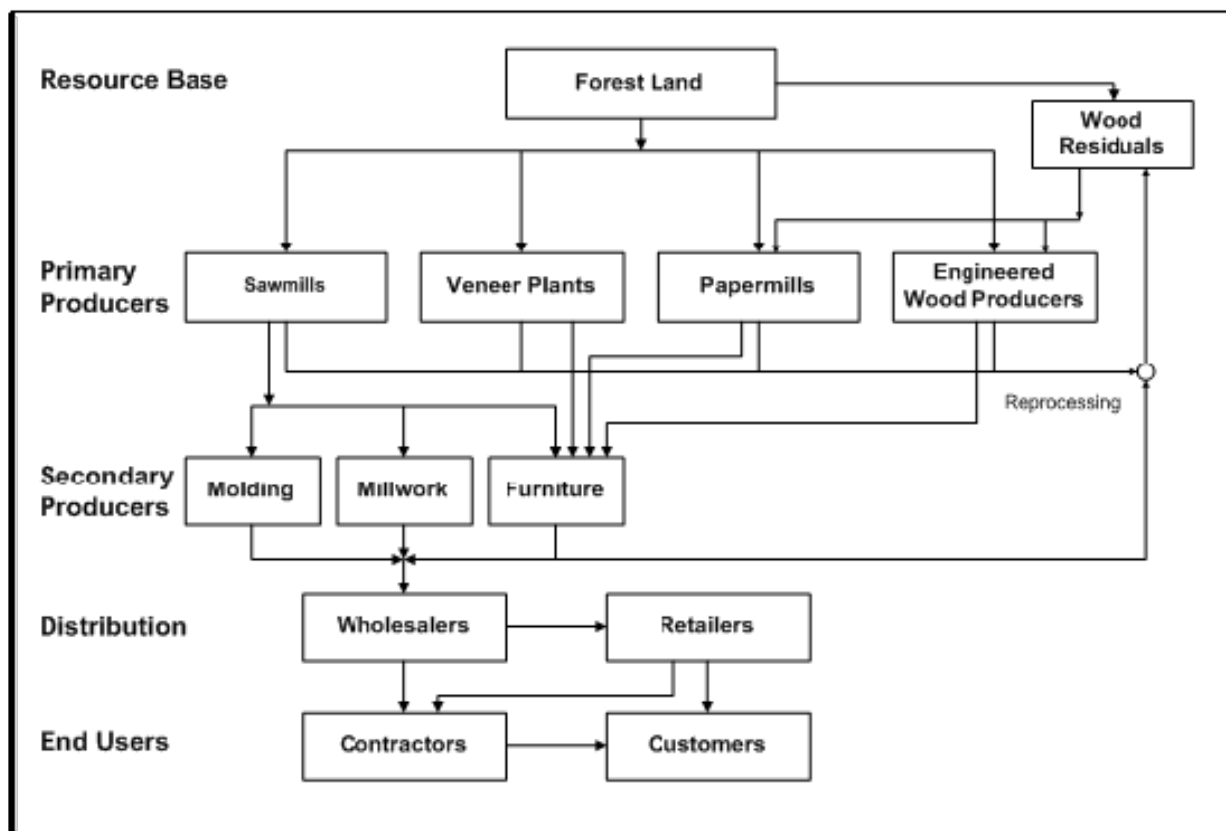 Resource Base
Forest Land
Wood
Residuals
Primary
Producers
Sawmills
Veneer Plants
Papermills
Engineered
Wood Producers
Reprocessing
Secondary
Producers
Molding
Millwork
Furniture
Distribution
Wholesalers
Retailers
End Users
Contractors
Customers